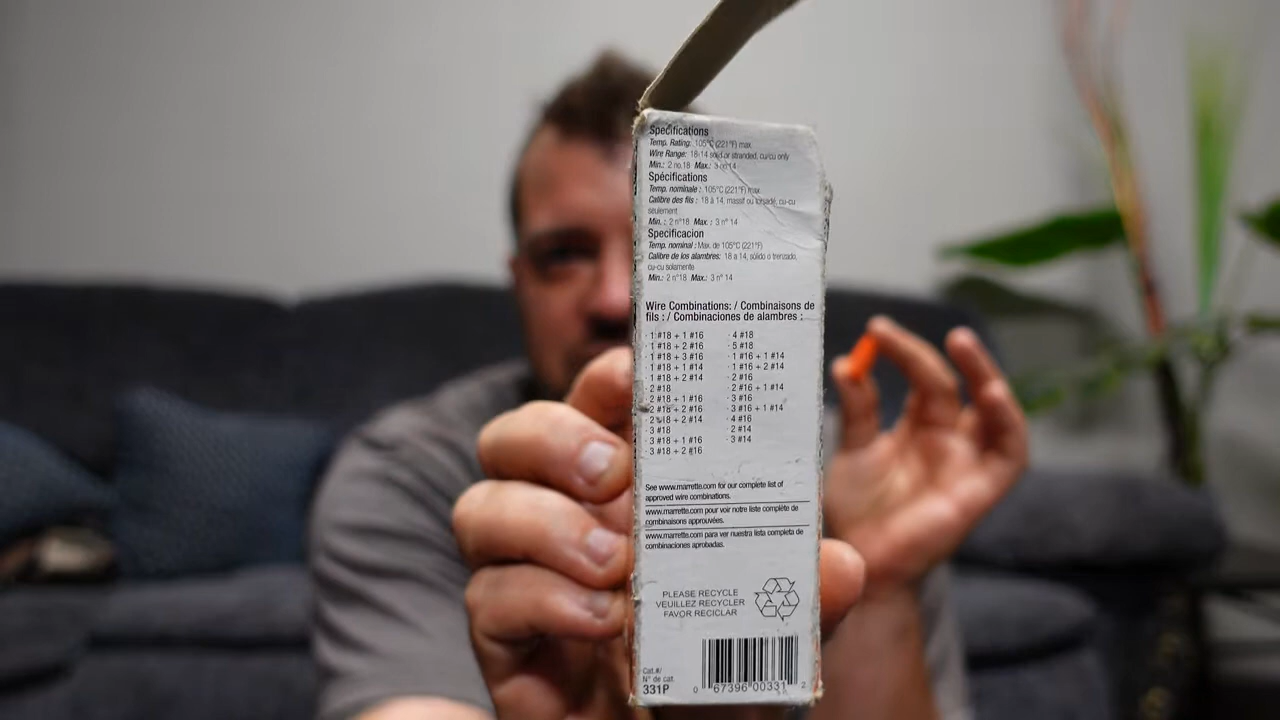 Specifications
Temp. Rating: 105°C (221°F) max.
Wire Range: 18-14 solid or stranded, cu/cu only
Min.: 2 no.18 Max.: 3 no 14
Spécifications
Temp. nominale : 105°C (221°F) max.
Calibre des fils : 18 à 14, massif ou toronadé, cu-cu
seulement
Min. : 2 n°18 Max. : 3 n° 14
Specificacion
Temp. nominal : Max. de 105°C (221°F)
Calibre de los alambres: 18 a 14, sólido o trenzado,
cu-cu solamente
Min.: 2 n°18 Max.: 3 n° 14
Wire Combinations: / Combinaisons de
fils : / Combinaciones de alambres :
· 1 #18 + 1 #16
· 1 #18 + 2 #16
· 1 #18 + 3 #16
· 1 #18 + 1 #14
· 1 #18 + 2 #14
· 2 #18
· 2 #18 + 1 #16
· 2 #18 + 2 #16
· 2 #18 + 2 #14
· 3 #18
· 3 #18 + 1 #16
· 3 #18 + 2 #16
· 4 #18
· 5 #18
· 1 #16 + 1 #14
· 1 #16 + 2 #14
· 2 #16
· 2 #16 + 1 #14
· 3 #16
· 3 #16 + 1 #14
· 4 #16
· 2 #14
· 3 #14
See www.marrette.com for our complete list of
approved wire combinations.
www.marrette.com pour voir notre liste complète de
combinaisons approuvées.
www.marrette.com para ver nuestra lista completa de
combinaciones aprobadas.
PLEASE RECYCLE
VEUILLEZ RECYCLER
FAVOR RECICLAR
Cat.#/
N° de cat.
331P
0 67396 00331 2